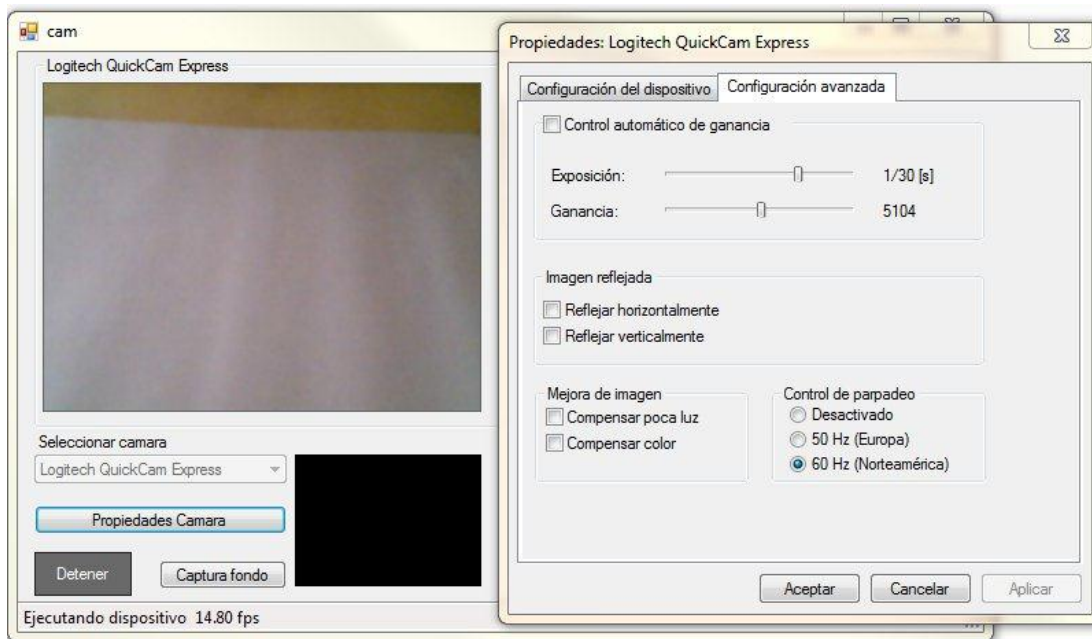 cam
Logitech QuickCam Express
Seleccionar camara
Logitech QuickCam Express
Propiedades Camara
Detener
Captura fondo
Ejecutando dispositivo 14.80 fps
Propiedades: Logitech QuickCam Express
Configuración del dispositivo
Configuración avanzada
Control automático de ganancia
Exposición: 1/30 [s]
Ganancia: 5104
Imagen reflejada
Reflejar horizontalmente
Reflejar verticalmente
Mejora de imagen
Compensar poca luz
Compensar color
Control de parpadeo
Desactivado
50 Hz (Europa)
60 Hz (Norteamérica)
Aceptar
Cancelar
Aplicar